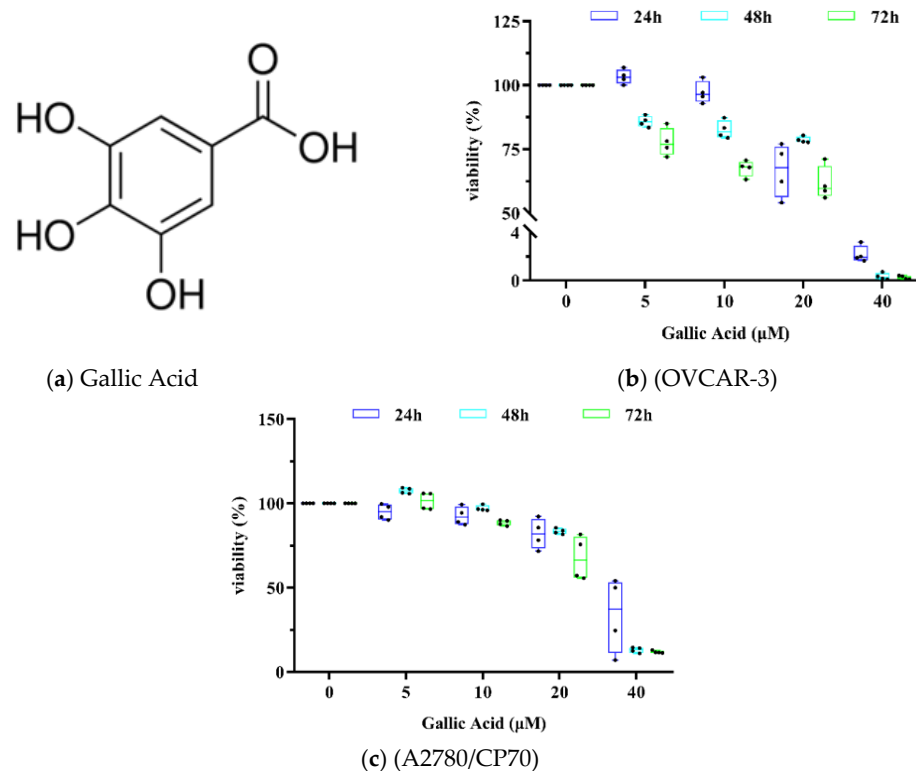 O
OH
HO
HO
OH
(a) Gallic Acid
24h 48h 72h
125
100
75
50
4
0
viability (%)
0 5 10 20 40
Gallic Acid (µM)
(b) (OVCAR-3)
24h 48h 72h
150
100
50
0
viability (%)
0 5 10 20 40
Gallic Acid (µM)
(c) (A2780/CP70)